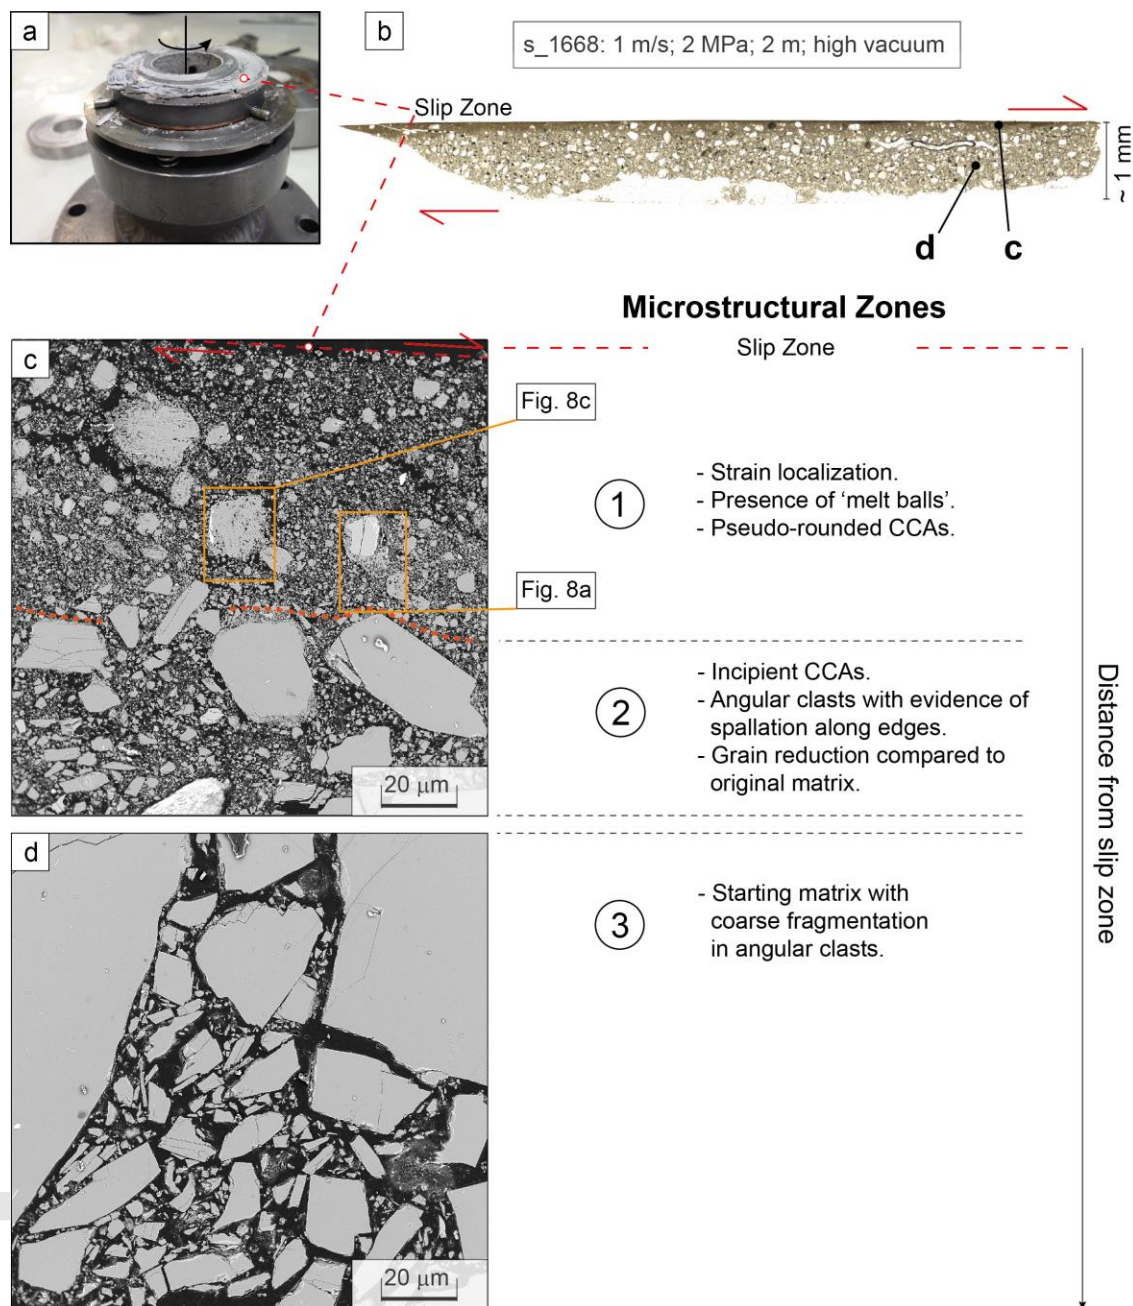 a
b
s_1668: 1 m/s; 2 MPa; 2 m; high vacuum
Slip Zone
~ 1 mm
d
c
Microstructural Zones
Slip Zone
c
Fig. 8c
1
- Strain localization.
- Presence of ‘melt balls’.
- Pseudo-rounded CCAs.
Fig. 8a
2
- Incipient CCAs.
- Angular clasts with evidence of
spallation along edges.
- Grain reduction compared to
original matrix.
20 μm
Distance from slip zone
d
3
- Starting matrix with
coarse fragmentation
in angular clasts.
20 μm